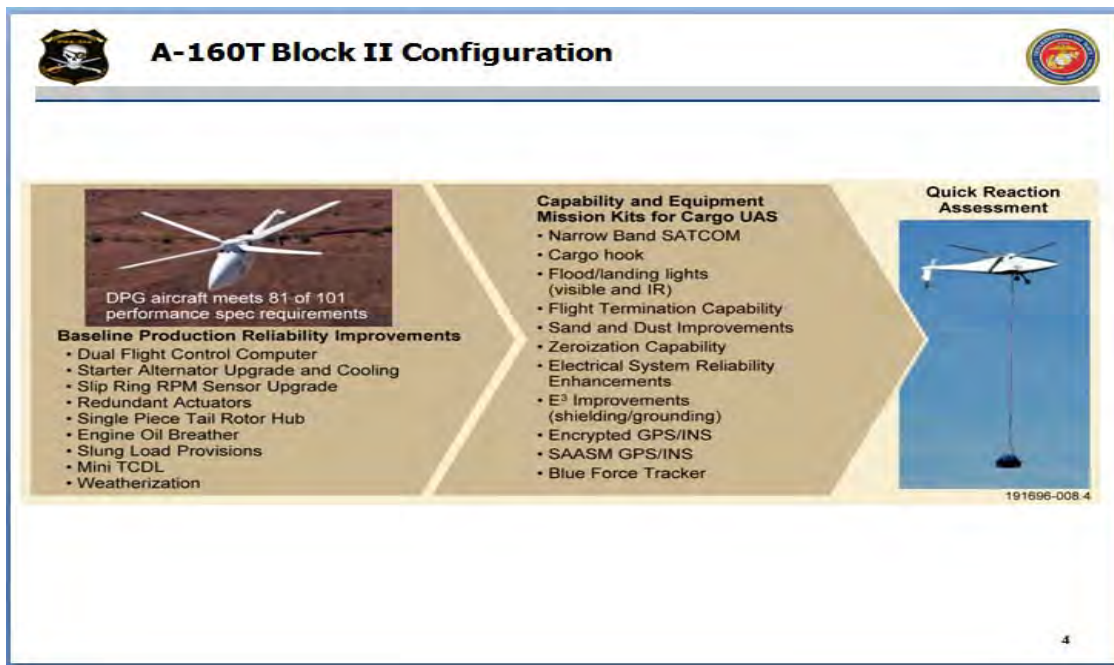 A-160T Block II Configuration
DPG aircraft meets 81 of 101
performance spec requirements
Baseline Production Reliability Improvements
• Dual Flight Control Computer
• Starter Alternator Upgrade and Cooling
• Slip Ring RPM Sensor Upgrade
• Redundant Actuators
• Single Piece Tail Rotor Hub
• Engine Oil Breather
• Slung Load Provisions
• Mini TCDL
• Weatherization
Capability and Equipment
Mission Kits for Cargo UAS
• Narrow Band SATCOM
• Cargo hook
• Flood/landing lights
(visible and IR)
• Flight Termination Capability
• Sand and Dust Improvements
• Zeroization Capability
• Electrical System Reliability
Enhancements
• E³ Improvements
(shielding/grounding)
• Encrypted GPS/INS
• SAASM GPS/INS
• Blue Force Tracker
Quick Reaction
Assessment
191696-008.4
4